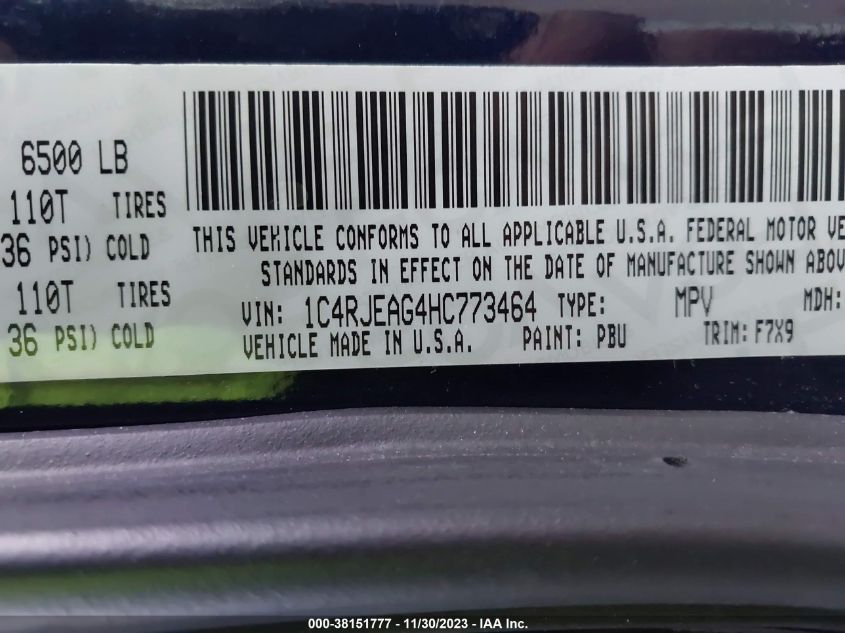 6500 LB
110T TIRES
36 PSI) COLD
110T TIRES
36 PSI) COLD
THIS VEHICLE CONFORMS TO ALL APPLICABLE U.S.A. FEDERAL MOTOR VE
STANDARDS IN EFFECT ON THE DATE OF MANUFACTURE SHOWN ABOV
VIN: 1C4RJEAG4HC773464 TYPE: MPV MDH:
VEHICLE MADE IN U.S.A. PAINT: PBU TRIM: F7X9
000-38151777 - 11/30/2023 - IAA Inc.